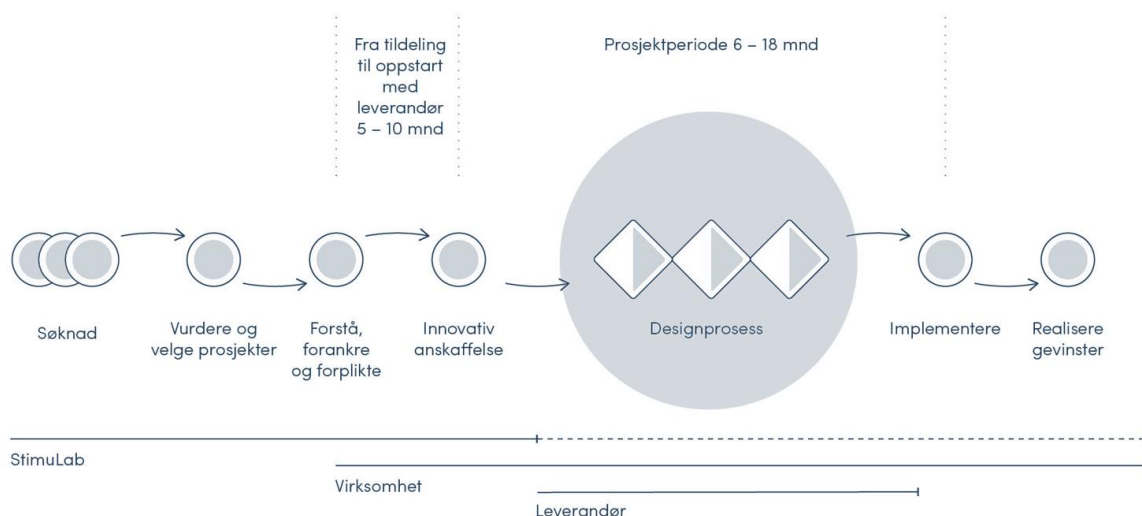 Fra tildeling
til oppstart
med
leverandør
5 – 10 mnd
Prosjektperiode 6 – 18 mnd
Søknad
Vurdere og
velge prosjekter
Forstå,
forankre
og forplikte
Innovativ
anskaffelse
Designprosess
Implementere
Realisere
gevinster
StimuLab
Virksomhet
Leverandør